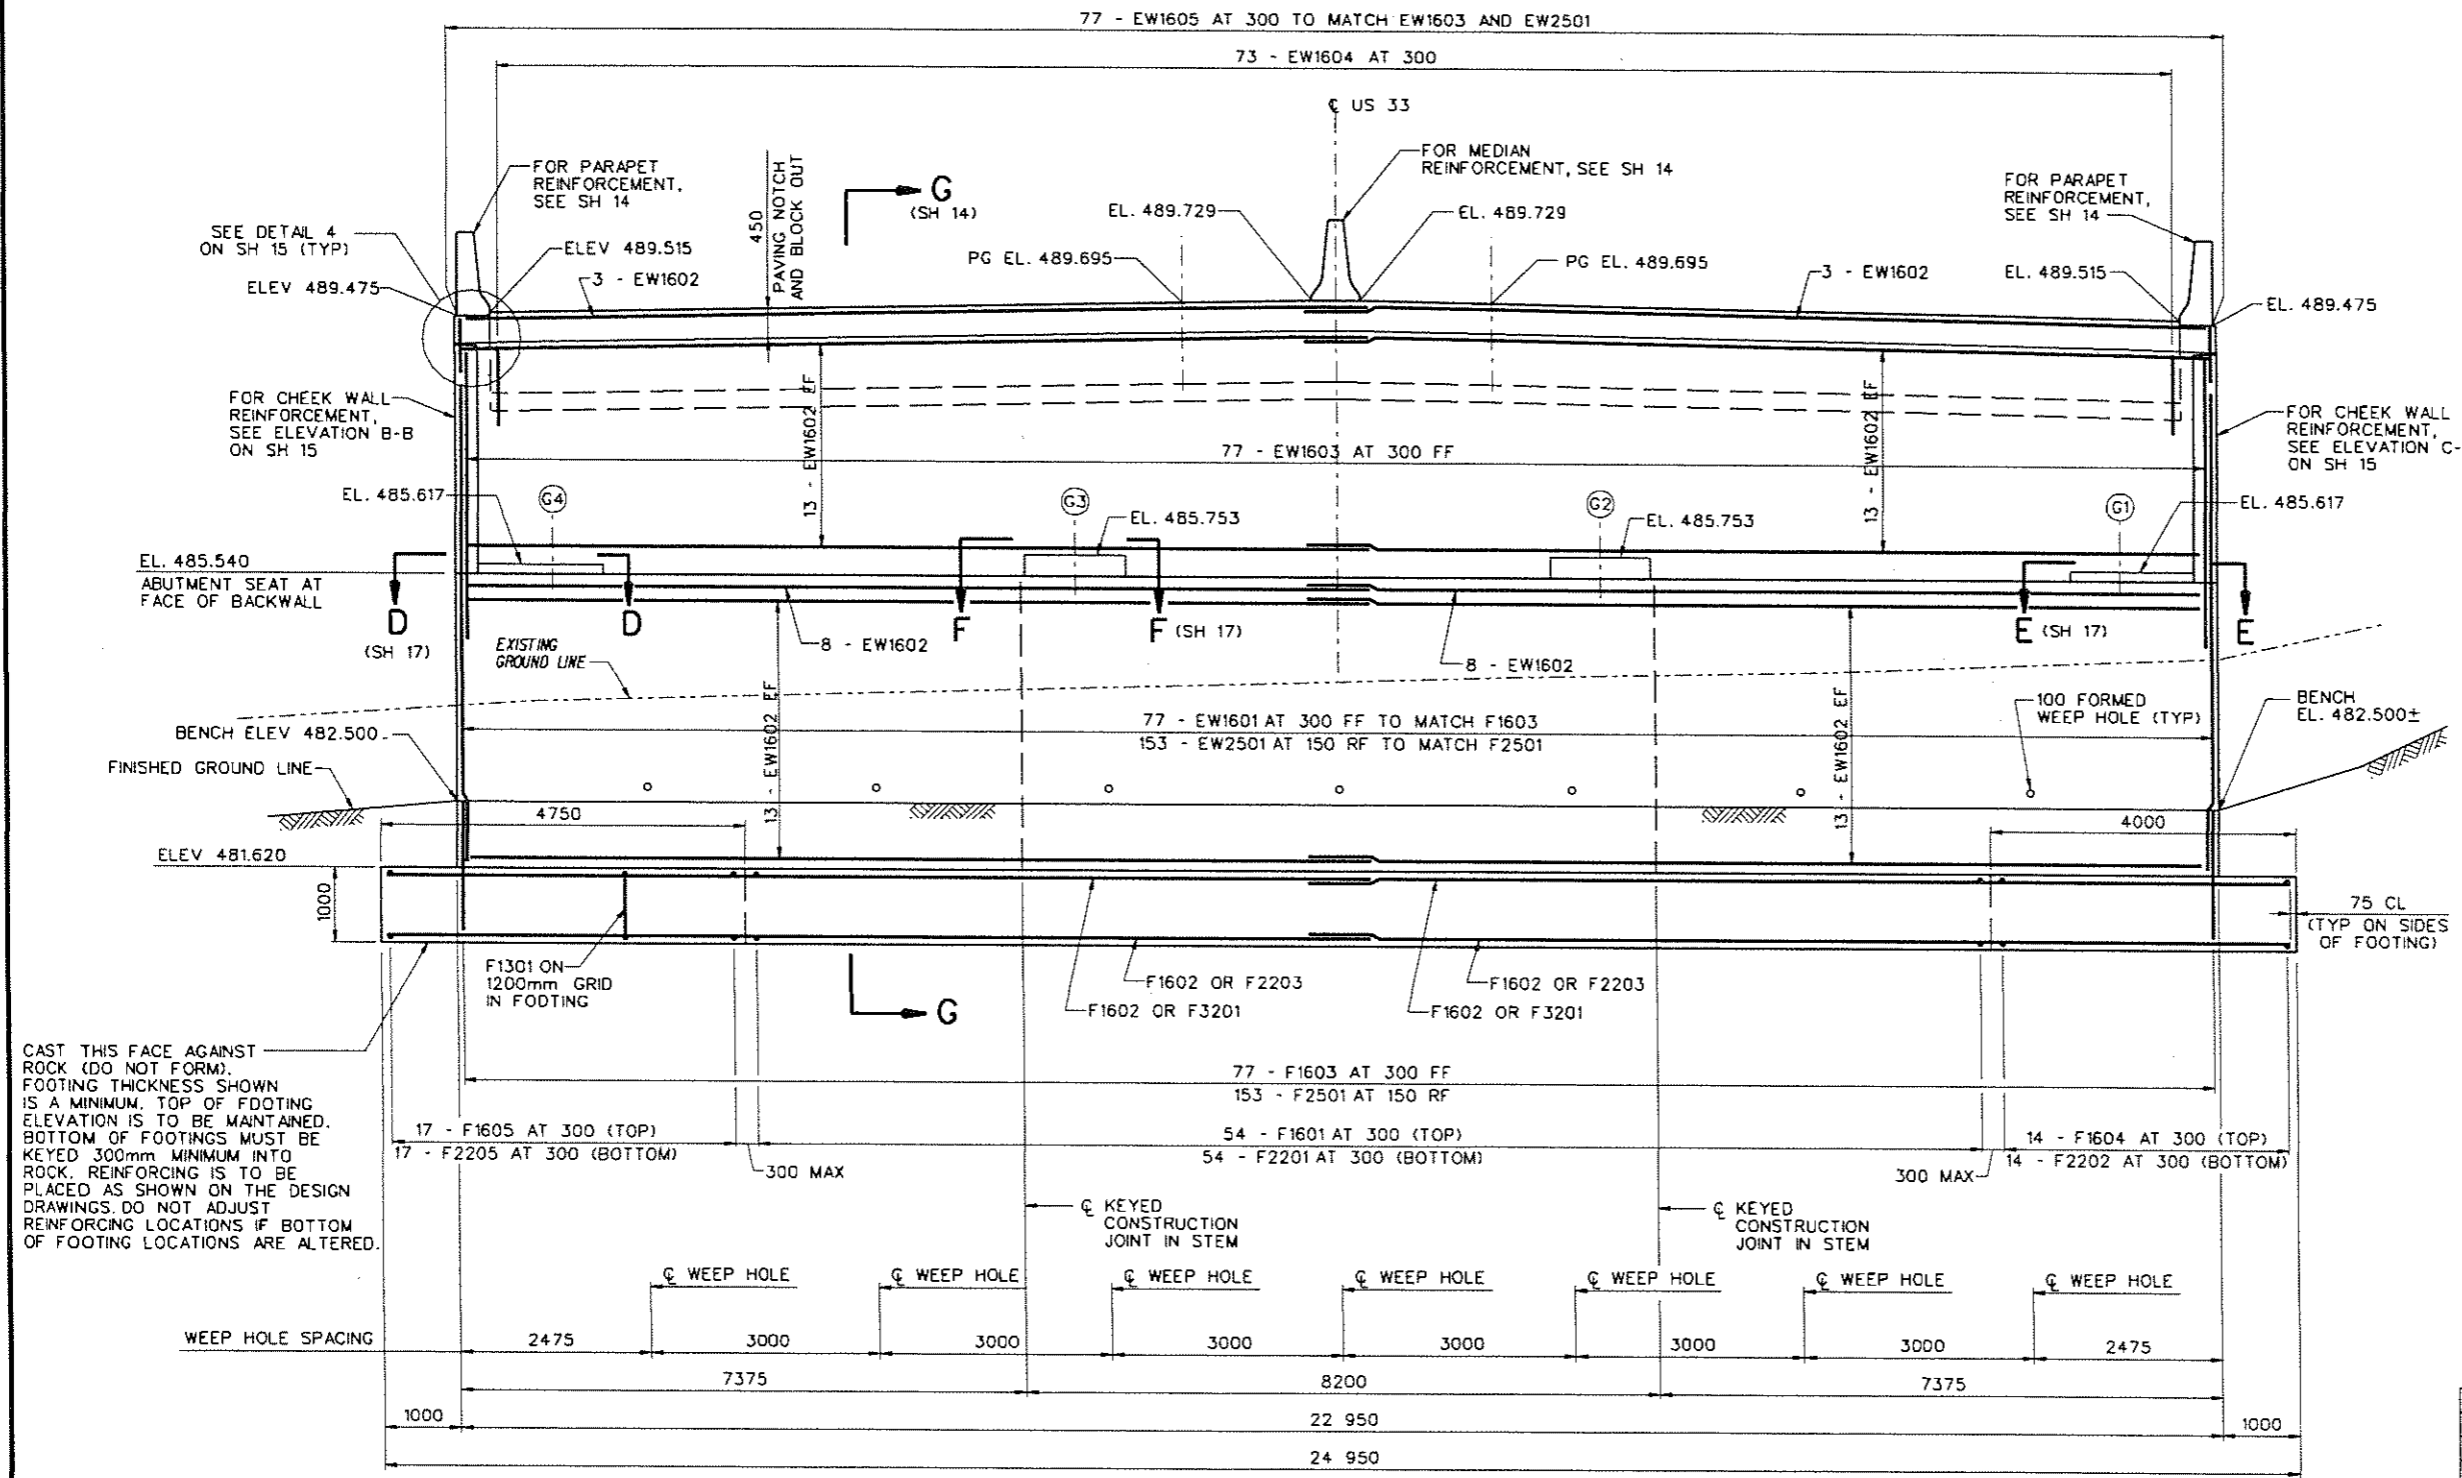 77 - EW1605 AT 300 TO MATCH EW1603 AND EW2501
73 - EW1604 AT 300
℄ US 33
FOR PARAPET
REINFORCEMENT,
SEE SH 14
450
PAVING NOTCH
AND BLOCK OUT
G
(SH 14)
FOR MEDIAN
REINFORCEMENT, SEE SH 14
FOR PARAPET
REINFORCEMENT,
SEE SH 14
SEE DETAIL 4
ON SH 15 (TYP)
ELEV 489.515
EL. 489.729
EL. 489.729
ELEV 489.475
3 - EW1602
PG EL. 489.695
PG EL. 489.695
3 - EW1602
EL. 489.515
EL. 489.475
FOR CHEEK WALL
REINFORCEMENT,
SEE ELEVATION B-B
ON SH 15
13 - EW1602 EF
77 - EW1603 AT 300 FF
13 - EW1602 EF
FOR CHEEK WALL
REINFORCEMENT,
SEE ELEVATION C-
ON SH 15
EL. 485.617
G4
G3
EL. 485.753
G2
EL. 485.753
G1
EL. 485.617
EL. 485.540
ABUTMENT SEAT AT
FACE OF BACKWALL
D
(SH 17)
D
F
F (SH 17)
E (SH 17)
E
8 - EW1602
8 - EW1602
EXISTING
GROUND LINE
BENCH ELEV 482.500
13 - EW1602 EF
77 - EW1601 AT 300 FF TO MATCH F1603
153 - EW2501 AT 150 RF TO MATCH F2501
13 - EW1602 EF
100 FORMED
WEEP HOLE (TYP)
BENCH
EL. 482.500±
FINISHED GROUND LINE
4750
4000
ELEV 481.620
1000
75 CL
(TYP ON SIDES
OF FOOTING)
F1301 ON
1200mm GRID
IN FOOTING
F1602 OR F2203
F1602 OR F3201
F1602 OR F2203
F1602 OR F3201
G
CAST THIS FACE AGAINST
ROCK (DO NOT FORM).
FOOTING THICKNESS SHOWN
IS A MINIMUM. TOP OF FOOTING
ELEVATION IS TO BE MAINTAINED.
BOTTOM OF FOOTINGS MUST BE
KEYED 300mm MINIMUM INTO
ROCK. REINFORCING IS TO BE
PLACED AS SHOWN ON THE DESIGN
DRAWINGS. DO NOT ADJUST
REINFORCING LOCATIONS IF BOTTOM
OF FOOTING LOCATIONS ARE ALTERED.
77 - F1603 AT 300 FF
153 - F2501 AT 150 RF
17 - F1605 AT 300 (TOP)
17 - F2205 AT 300 (BOTTOM)
300 MAX
54 - F1601 AT 300 (TOP)
54 - F2201 AT 300 (BOTTOM)
300 MAX
14 - F1604 AT 300 (TOP)
14 - F2202 AT 300 (BOTTOM)
℄ KEYED
CONSTRUCTION
JOINT IN STEM
℄ KEYED
CONSTRUCTION
JOINT IN STEM
℄ WEEP HOLE
℄ WEEP HOLE
℄ WEEP HOLE
℄ WEEP HOLE
℄ WEEP HOLE
℄ WEEP HOLE
℄ WEEP HOLE
WEEP HOLE SPACING
2475
3000
3000
3000
3000
3000
3000
2475
7375
8200
7375
1000
22 950
1000
24 950